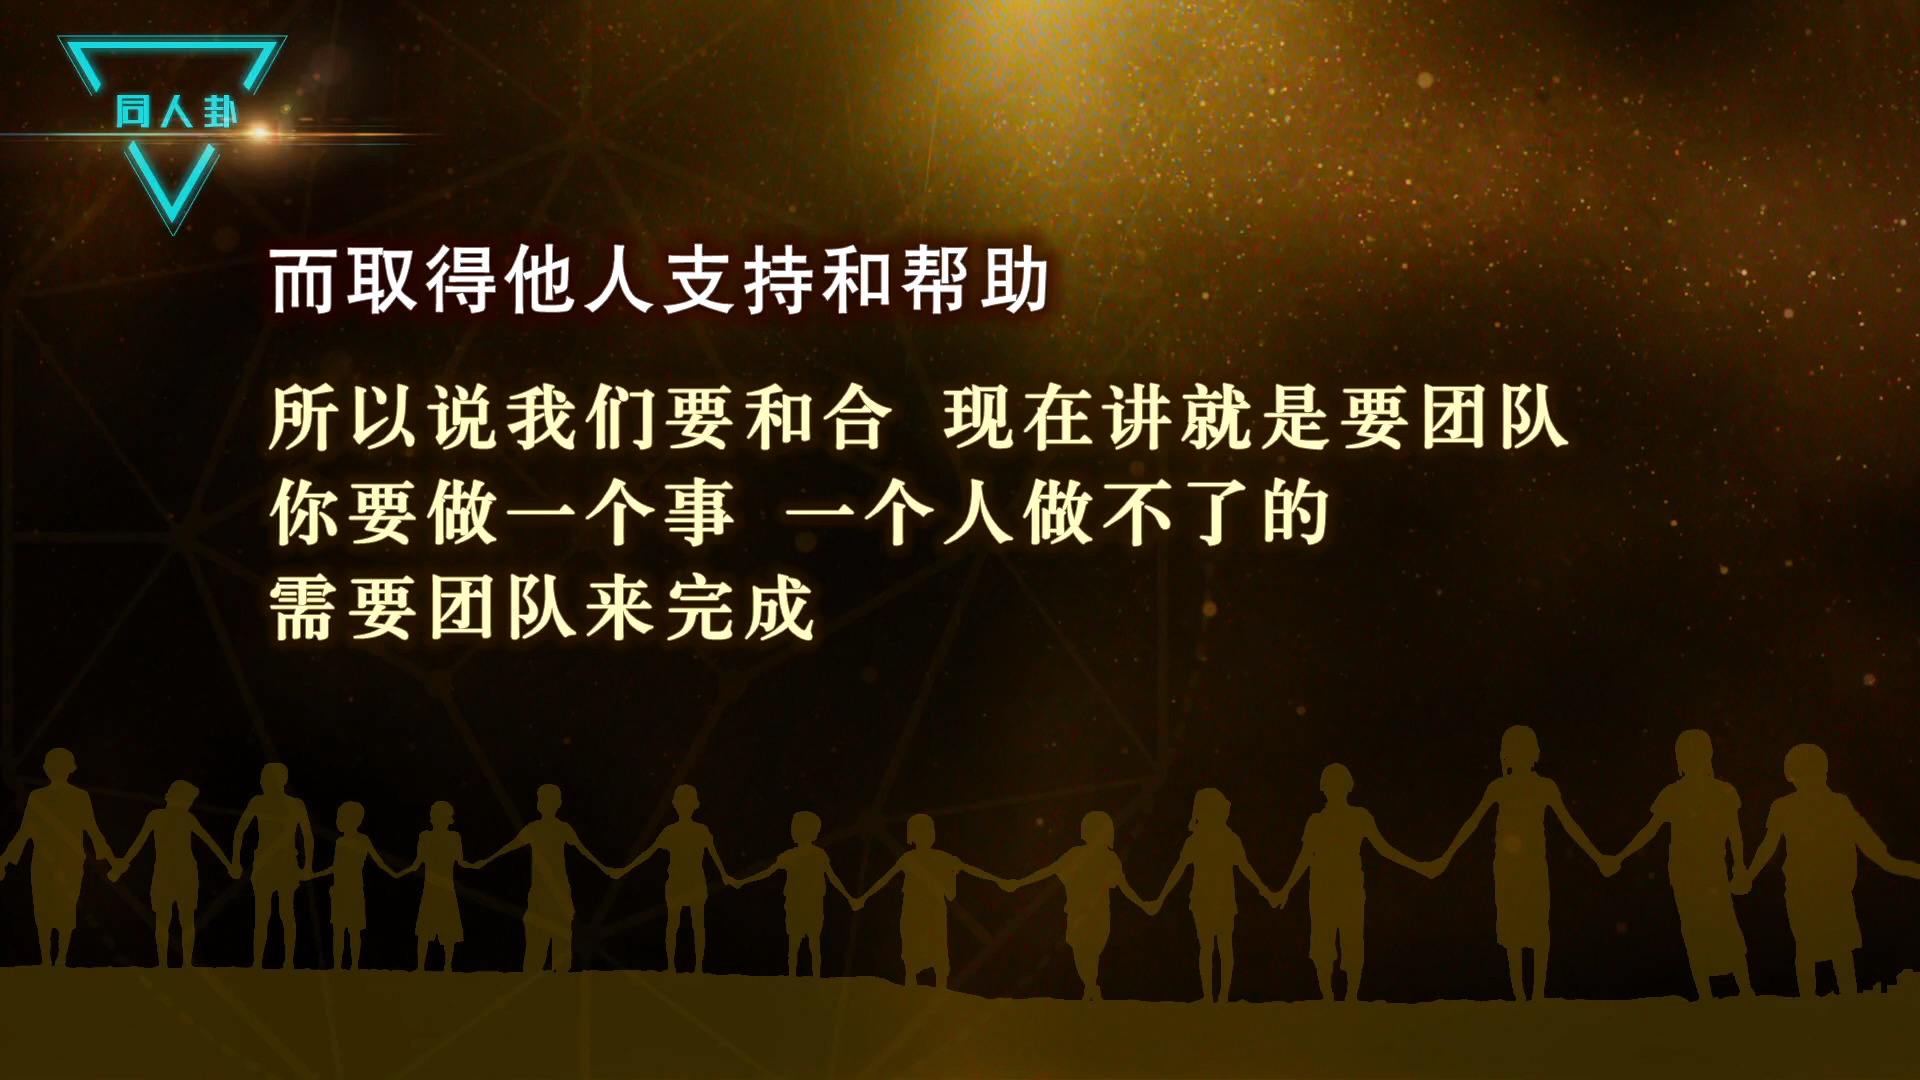 同人卦
而取得他人支持和帮助
所以说我们要和合 现在讲就是要团队
你要做一个事 一个人做不了的
需要团队来完成